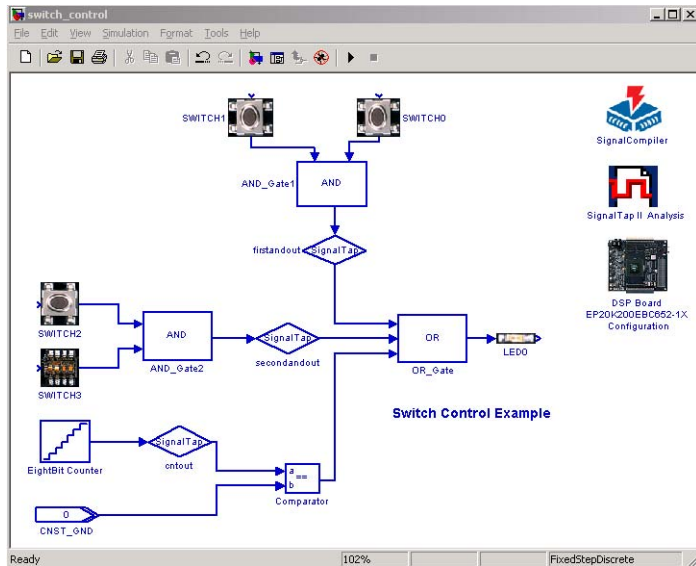 switch_control
File Edit View Simulation Format Tools Help
SWITCH1
SWITCH0
AND_Gate1
AND
firstandout
SignalTap
SignalCompiler
SignalTap II Analysis
DSP Board
EP20K200EBC652-1X
Configuration
SWITCH2
SWITCH3
AND
AND_Gate2
SignalTap
secondandout
OR
OR_Gate
LED0
Switch Control Example
EightBit Counter
SignalTap
cntout
a
b
==
Comparator
0
CNST_GND
Ready
102%
FixedStepDiscrete